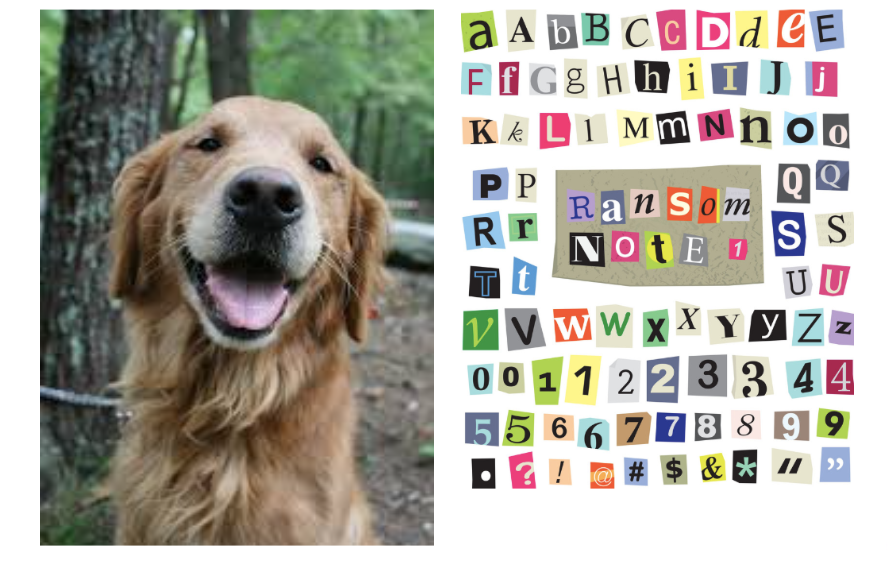 a A b B C C D d e E
F f G g H h i I J j
K k L l M m N n O o
P P Q Q
Ransom
R r S S
NOtE 1
T t U U
V V W W X X Y y Z z
0 0 1 1 2 2 3 3 4 4
5 5 6 6 7 7 8 8 9 9
. ? ! @ # $ & * " ”